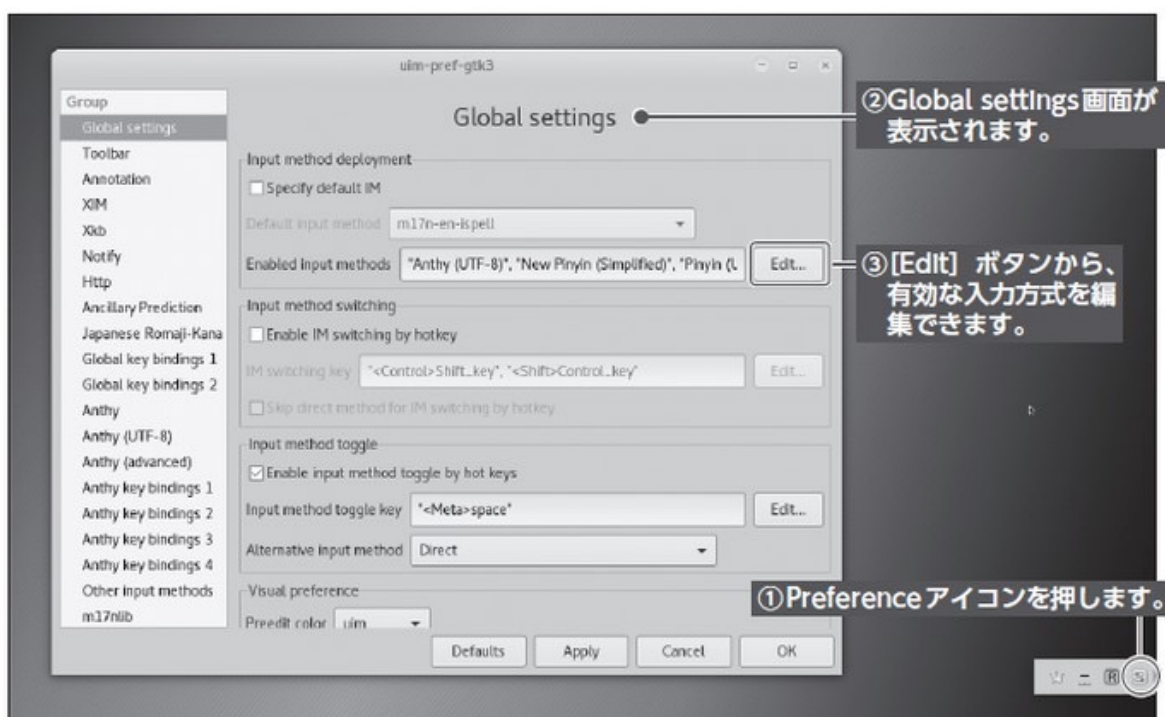 uim-pref-gtk3
Group
Global settings
Toolbar
Annotation
XIM
Xkb
Notify
Http
Ancillary Prediction
Japanese Romaji-Kana
Global key bindings 1
Global key bindings 2
Anthy
Anthy (UTF-8)
Anthy (advanced)
Anthy key bindings 1
Anthy key bindings 2
Anthy key bindings 3
Anthy key bindings 4
Other input methods
m17nlib
Global settings
Input method deployment
Specify default IM
Default input method m17n-en-ispell
Enabled input methods "Anthy (UTF-8)", "New Pinyin (Simplified)", "Pinyin (U Edit...
Input method switching
Enable IM switching by hotkey
IM switching key "<Control>Shift_key", "<Shift>Control_key" Edit...
Skip direct method for IM switching by hotkey
Input method toggle
Enable input method toggle by hot keys
Input method toggle key "<Meta>space" Edit...
Alternative input method Direct
Visual preference
Preedit color uim
Defaults Apply Cancel OK
②Global settings画面が
表示されます。
③[Edit] ボタンから、
有効な入力方式を編
集できます。
①Preferenceアイコンを押します。
R